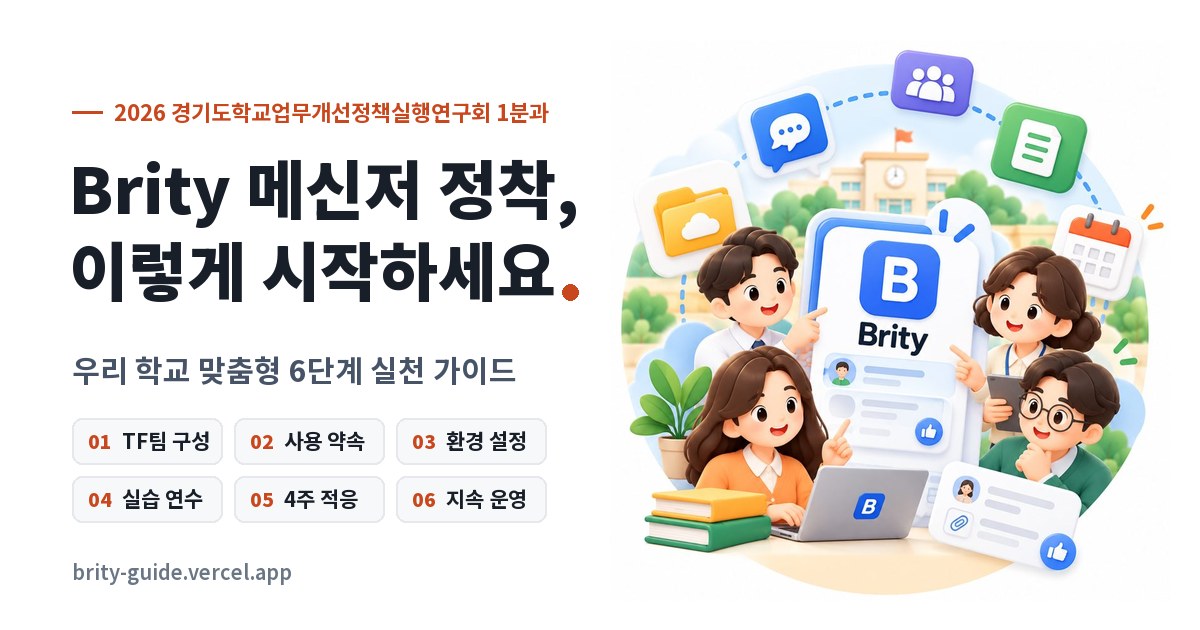 2026 경기도학교업무개선정책실행연구회 1분과
Brity 메신저 정착,
이렇게 시작하세요.
우리 학교 맞춤형 6단계 실천 가이드
01 TF팀 구성
02 사용 약속
03 환경 설정
04 실습 연수
05 4주 적응
06 지속 운영
brity-guide.vercel.app
B
Brity
B